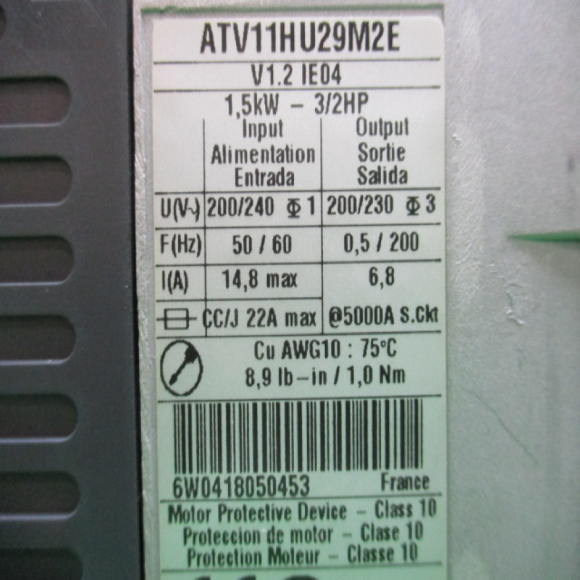 ATV11HU29M2E
V1.2 IE04
1,5kW - 3/2HP
Input Output
Alimentation Sortie
Entrada Salida
U(V~) 200/240 Φ 1 200/230 Φ 3
F(Hz) 50 / 60 0,5 / 200
I(A) 14,8 max 6,8
CC/J 22A max @5000A S.Ckt
Cu AWG10 : 75°C
8,9 lb-in / 1,0 Nm
6W0418050453 France
Motor Protective Device - Class 10
Proteccion de motor - Clase 10
Protection Moteur - Classe 10